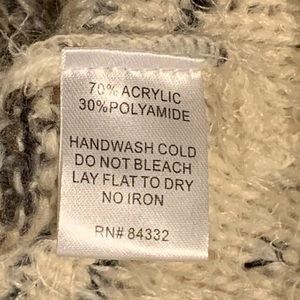 70% ACRYLIC
30%POLYAMIDE
HANDWASH COLD
DO NOT BLEACH
LAY FLAT TO DRY
NO IRON
RN# 84332